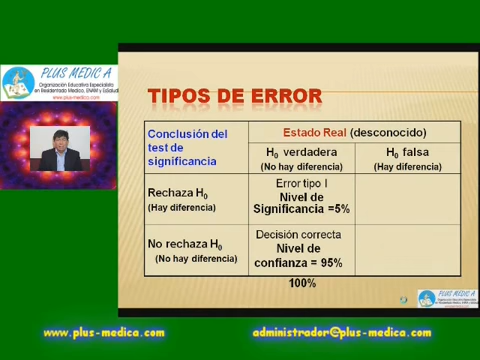 PLUS MEDIC A
Organización Educativa Especialista
en Residentado Médico, ENAM y EsSalud
www.plus-medica.com
TIPOS DE ERROR
Conclusión del
test de
significancia
Estado Real (desconocido)
H0 verdadera
(No hay diferencia)
H0 falsa
(Hay diferencia)
Rechaza H0
(Hay diferencia)
Error tipo I
Nivel de
Significancia =5%
No rechaza H0
(No hay diferencia)
Decisión correcta
Nivel de
confianza = 95%
100%
PLUS MEDIC A
www.plus-medica.com
administrador@plus-medica.com